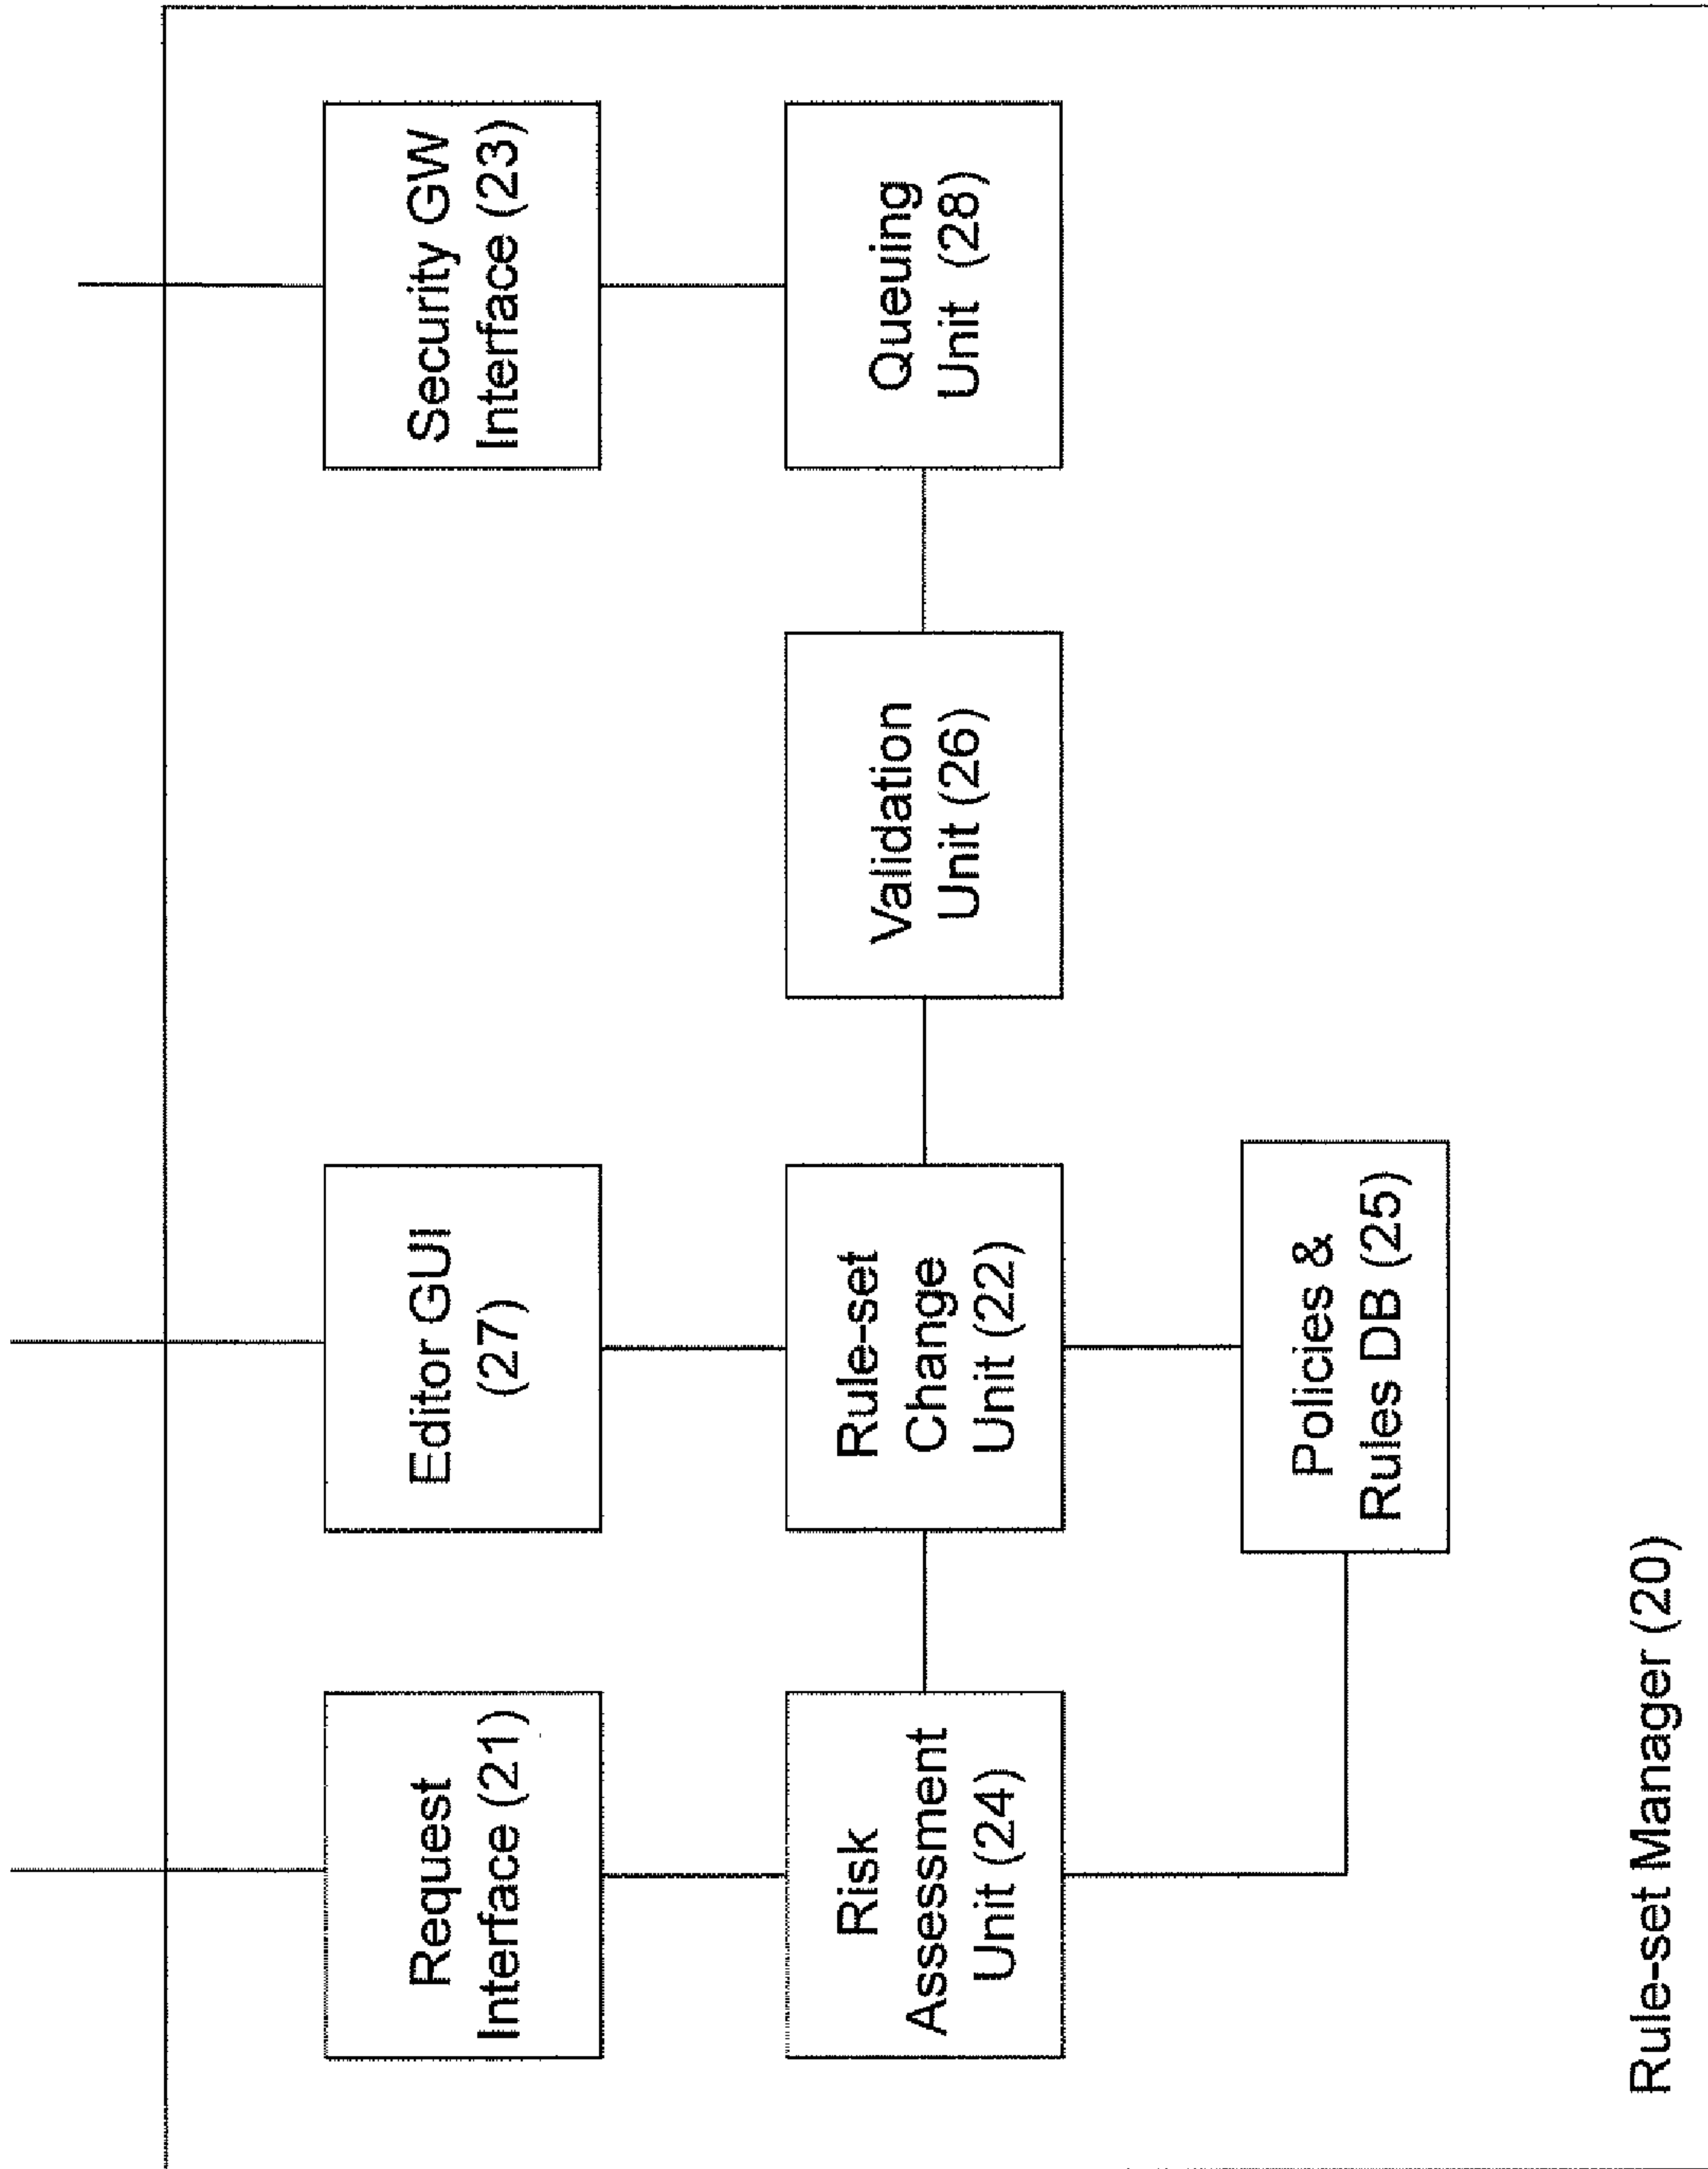 Request
Interface (21)
Editor GUI
(27)
Security GW
Interface (23)
Risk
Assessment
Unit (24)
Rule-set
Change
Unit (22)
Validation
Unit (26)
Queuing
Unit (28)
Policies &
Rules DB (25)
Rule-set Manager (20)